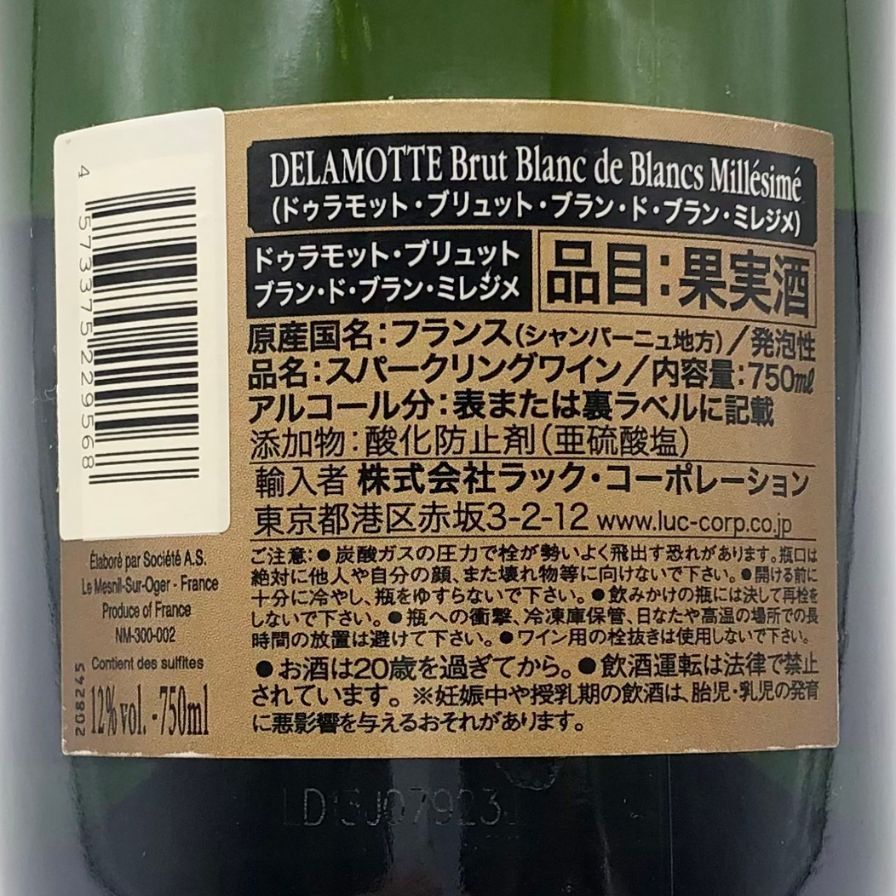 DELAMOTTE Brut Blanc de Blancs Millésimé
(ドゥラモット・ブリュット・ブラン・ド・ブラン・ミレジメ)
ドゥラモット・ブリュット
ブラン・ド・ブラン・ミレジメ
品目:果実酒
原産国名:フランス(シャンパーニュ地方)/発泡性
品名:スパークリングワイン/内容量:750ml
アルコール分:表または裏ラベルに記載
添加物:酸化防止剤(亜硫酸塩)
輸入者 株式会社ラック・コーポレーション
東京都港区赤坂3-2-12 www.luc-corp.co.jp
ご注意:●炭酸ガスの圧力で栓が勢いよく飛出す恐れがあります。瓶口は
絶対に他人や自分の顔、また壊れ物等に向けないで下さい。●開ける前に
十分に冷やし、瓶をゆすらないで下さい。●飲みかけの瓶には決して再栓を
しないで下さい。●瓶への衝撃、冷凍庫保管、日なたや高温の場所での長
時間の放置は避けて下さい。●ワイン用の栓抜きは使用しないで下さい。
●お酒は20歳を過ぎてから。●飲酒運転は法律で禁止
されています。※妊娠中や授乳期の飲酒は、胎児・乳児の発育
に悪影響を与えるおそれがあります。
4 573375 229568
Élaboré par Société A.S.
Le Mesnil-Sur-Oger - France
Produce of France
NM-300-002
Contient des sulfites
12% vol. - 750ml
208245